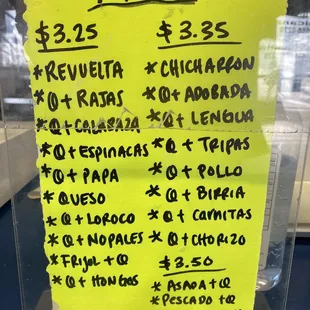 $3.25
* REVUELTA
* Q + RAJAS
* Q + CALABAZA
* Q + ESPINACAS
* Q + PAPA
* QUESO
* Q + LOROCO
* Q + NOPALES
* FRIJOL + Q
* Q + HONGOS
$3.35
* CHICHARRON
* Q + ADOBADA
* Q + LENGUA
* Q + TRIPAS
* Q + POLLO
* Q + BIRRIA
* Q + CARNITAS
* Q + CHORIZO
$3.50
* ASADA + Q
* PESCADO + Q